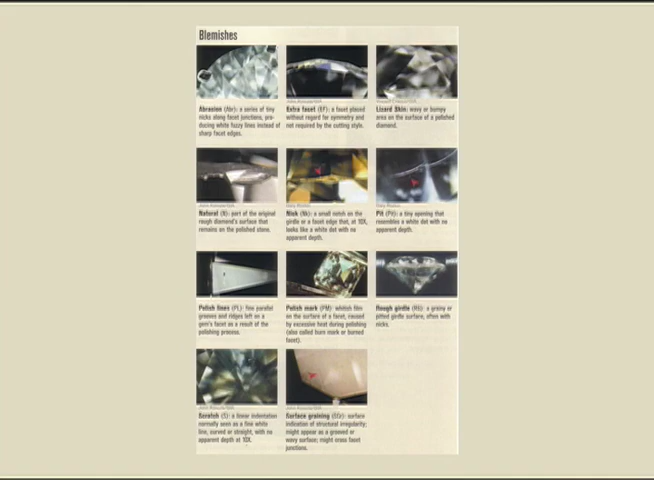 Blemishes
Abrasion (Abr): a series of tiny
nicks along facet junctions, pro-
ducing white fuzzy lines instead of
sharp facet edges.
Extra facet (EF): a facet placed
without regard for symmetry and
not required by the cutting style.
Lizard Skin: wavy or bumpy
area on the surface of a polished
diamond.
Natural (N): part of the original
rough diamond's surface that
remains on the polished stone.
Nick (Nk): a small notch on the
girdle or a facet edge that, at 10X,
looks like a white dot with no
apparent depth.
Pit (Pit): a tiny opening that
resembles a white dot with no
apparent depth.
Polish lines (PL): fine parallel
grooves and ridges left on a
gem's facet as a result of the
polishing process.
Polish mark (PM): whitish film
on the surface of a facet, caused
by excessive heat during polishing
(also called burn mark or burned
facet).
Rough girdle (RG): a grainy or
pitted girdle surface, often with
nicks.
Scratch (S): a linear indentation
normally seen as a fine white
line, curved or straight, with no
apparent depth at 10X.
Surface graining (SGr): surface
indication of structural irregularity;
might appear as a grooved or
wavy surface; might cross facet
junctions.